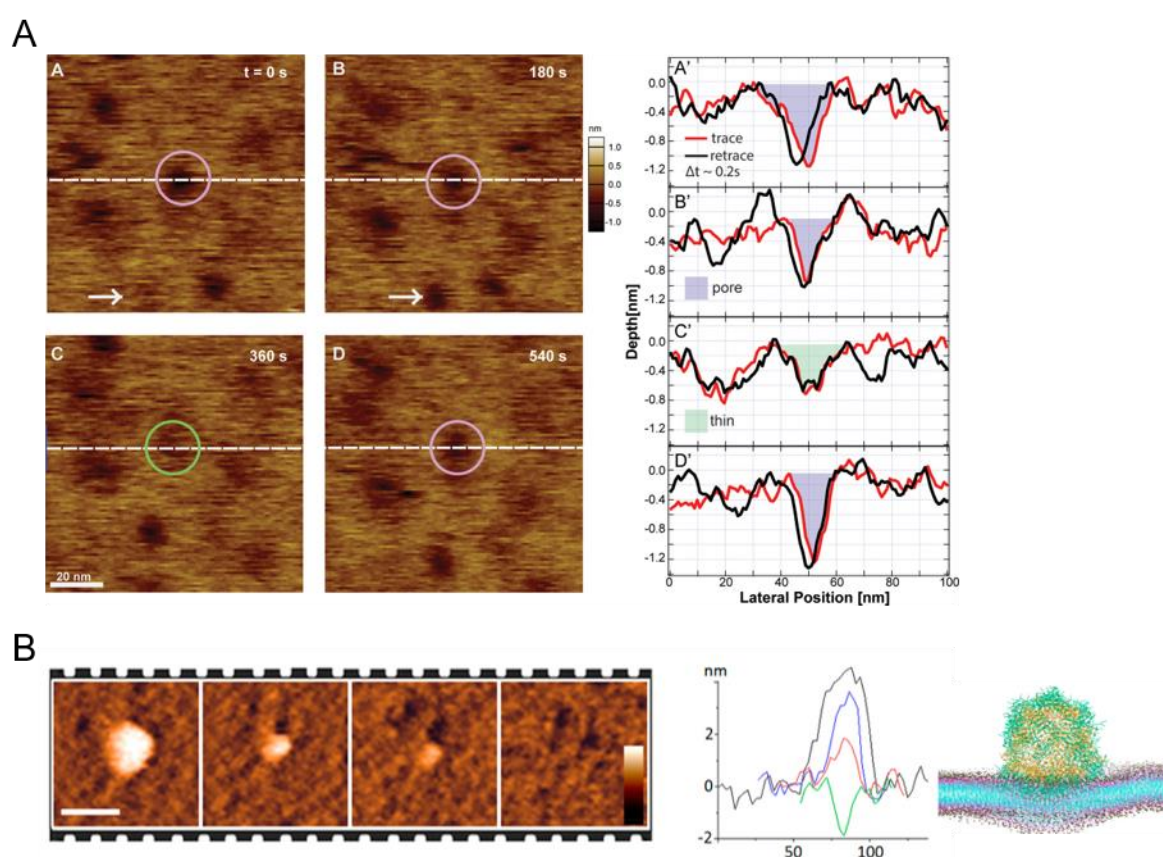 A
A
t = 0 s
B
180 s
nm
1.0
0.5
0.0
-0.5
-1.0
C
360 s
20 nm
D
540 s
A'
0.0
-0.4
-0.8
-1.2
trace
retrace
Δt ~ 0.2s
B'
0.0
-0.4
-0.8
-1.2
pore
Depth[nm]
C'
0.0
-0.4
-0.8
-1.2
thin
D'
0.0
-0.4
-0.8
-1.2
0 20 40 60 80 100
Lateral Position [nm]
B
nm
2
0
-2
50 100